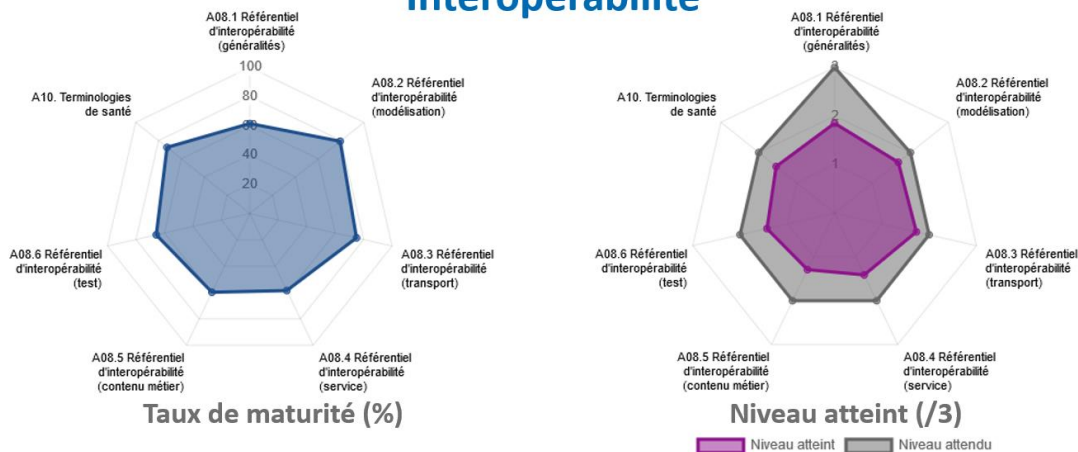 Interopérabilité
A08.1 Référentiel
d'interopérabilité
(généralités)
100
80
60
40
20
A08.2 Référentiel
d'interopérabilité
(modélisation)
A10. Terminologies
de santé
A08.3 Référentiel
d'interopérabilité
(transport)
A08.6 Référentiel
d'interopérabilité
(test)
A08.4 Référentiel
d'interopérabilité
(service)
A08.5 Référentiel
d'interopérabilité
(contenu métier)
Taux de maturité (%)
A08.1 Référentiel
d'interopérabilité
(généralités)
3
2
1
A08.2 Référentiel
d'interopérabilité
(modélisation)
A10. Terminologies
de santé
A08.3 Référentiel
d'interopérabilité
(transport)
A08.6 Référentiel
d'interopérabilité
(test)
A08.4 Référentiel
d'interopérabilité
(service)
A08.5 Référentiel
d'interopérabilité
(contenu métier)
Niveau atteint (/3)
Niveau atteint
Niveau attendu